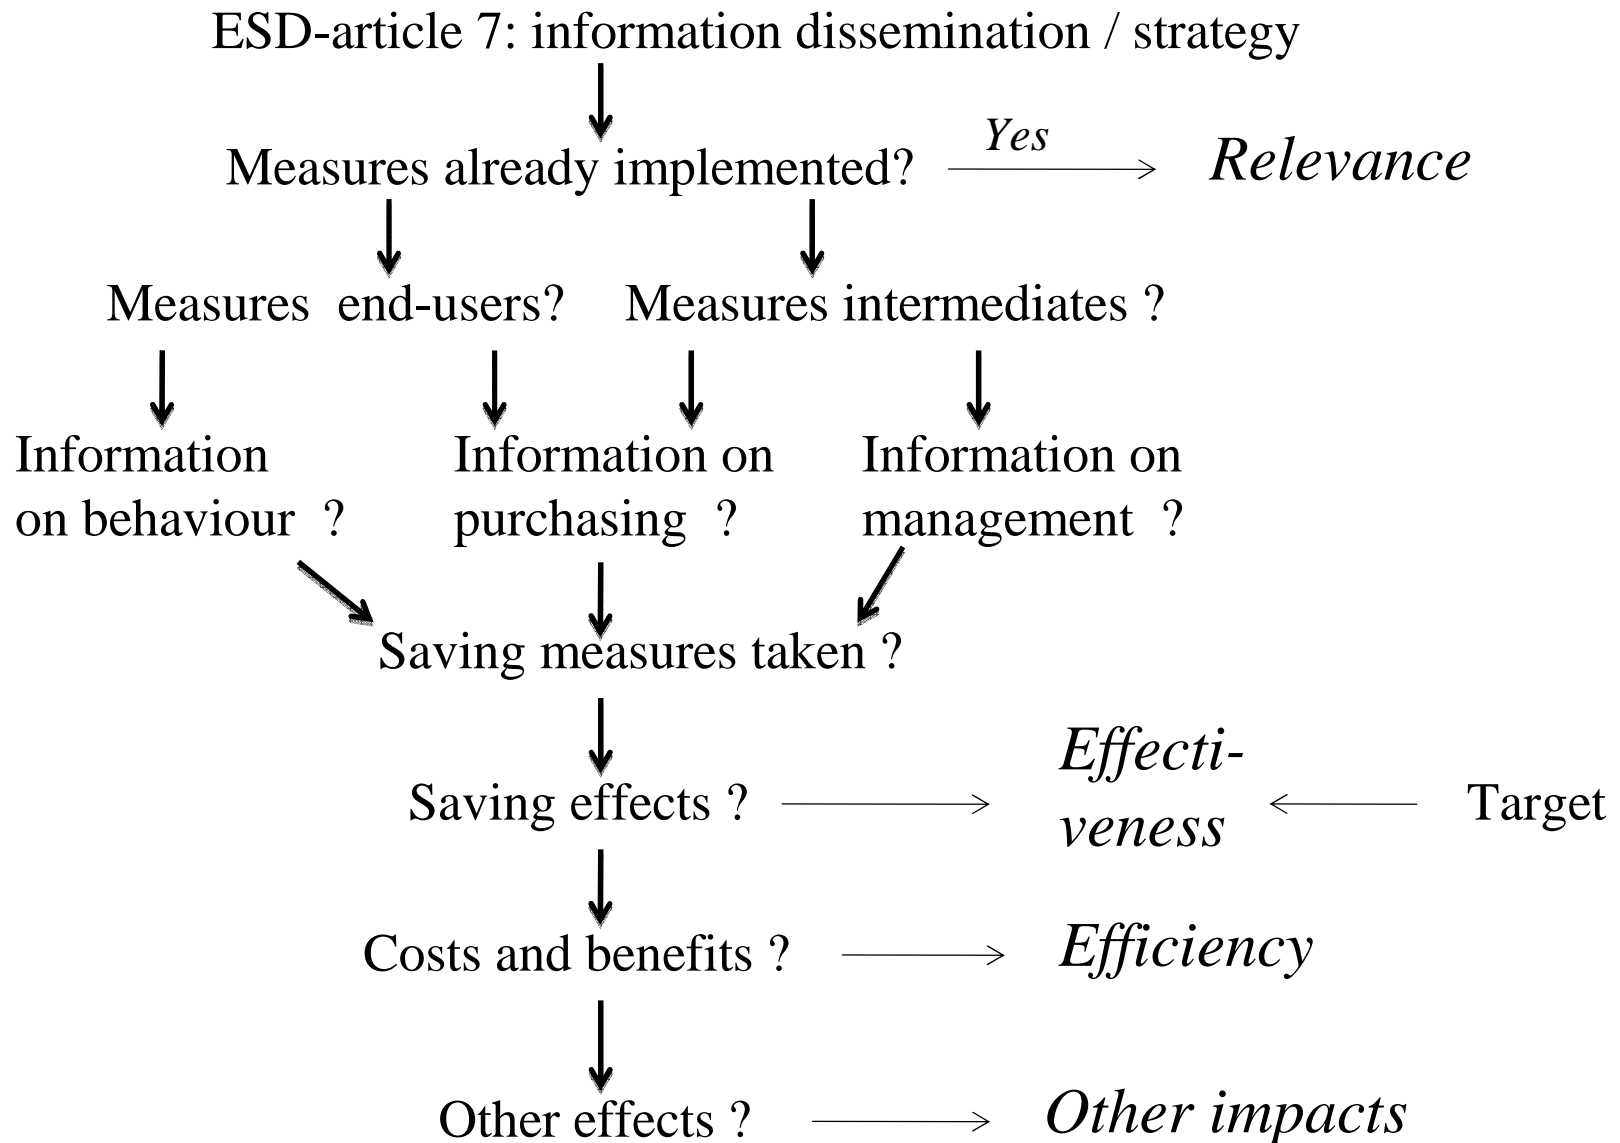 ESD-article 7: information dissemination / strategy
Yes
Measures already implemented?
Relevance
Measures end-users?
Measures intermediates ?
Information
on behaviour ?
Information on
purchasing ?
Information on
management ?
Saving measures taken ?
Saving effects ?
Effecti-
veness
Target
Costs and benefits ?
Efficiency
Other effects ?
Other impacts